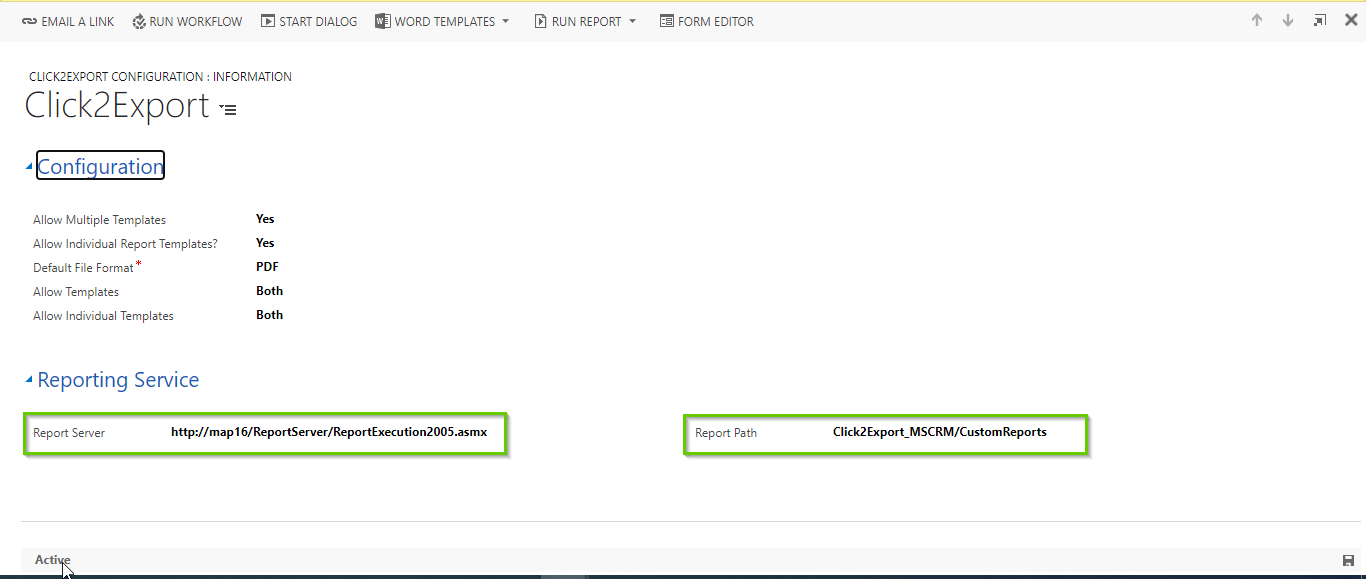 EMAIL A LINK RUN WORKFLOW START DIALOG WORD TEMPLATES RUN REPORT FORM EDITOR
CLICK2EXPORT CONFIGURATION : INFORMATION
Click2Export
Configuration
Allow Multiple Templates Yes
Allow Individual Report Templates? Yes
Default File Format * PDF
Allow Templates Both
Allow Individual Templates Both
Reporting Service
Report Server http://map16/ReportServer/ReportExecution2005.asmx Report Path Click2Export_MSCRM/CustomReports
Active